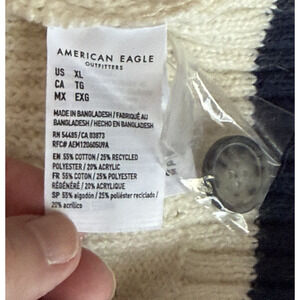 AMERICAN EAGLE
OUTFITTERS
US XL
CA TG
MX EXG
MADE IN BANGLADESH / FABRIQUÉ AU
BANGLADESH / HECHO EN BANGLADESH
RN 54485/CA 03873
RFC# AEM120605U9A
EN 55% COTTON / 25% RECYCLED
POLYESTER / 20% ACRYLIC
FR 55% COTON / 25% POLYESTER
RÉGÉNÉRÉ / 20% ACRYLIQUE
SP 55% algodón / 25% poliéster reciclado /
20% acrílico